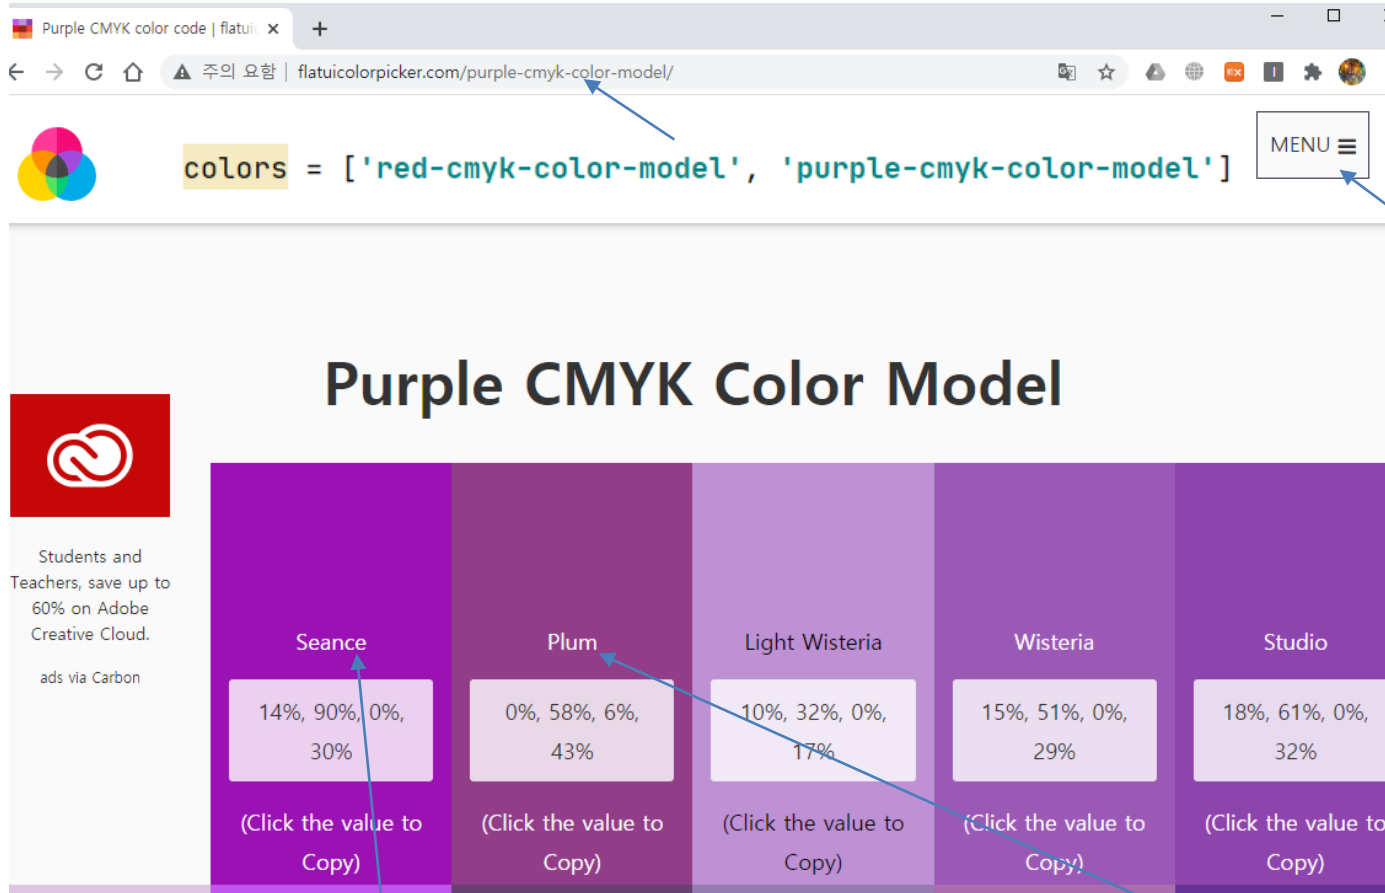 Purple CMYK color code | flatui
주의 요함 | flatuicolorpicker.com/purple-cmyk-color-model/
EX
I
colors = ['red-cmyk-color-model', 'purple-cmyk-color-model']
MENU
Purple CMYK Color Model
Students and
Teachers, save up to
60% on Adobe
Creative Cloud.
ads via Carbon
Seance
14%, 90%, 0%,
30%
(Click the value to
Copy)
Plum
0%, 58%, 6%,
43%
(Click the value to
Copy)
Light Wisteria
10%, 32%, 0%,
17%
(Click the value to
Copy)
Wisteria
15%, 51%, 0%,
29%
(Click the value to
Copy)
Studio
18%, 61%, 0%,
32%
(Click the value to
Copy)